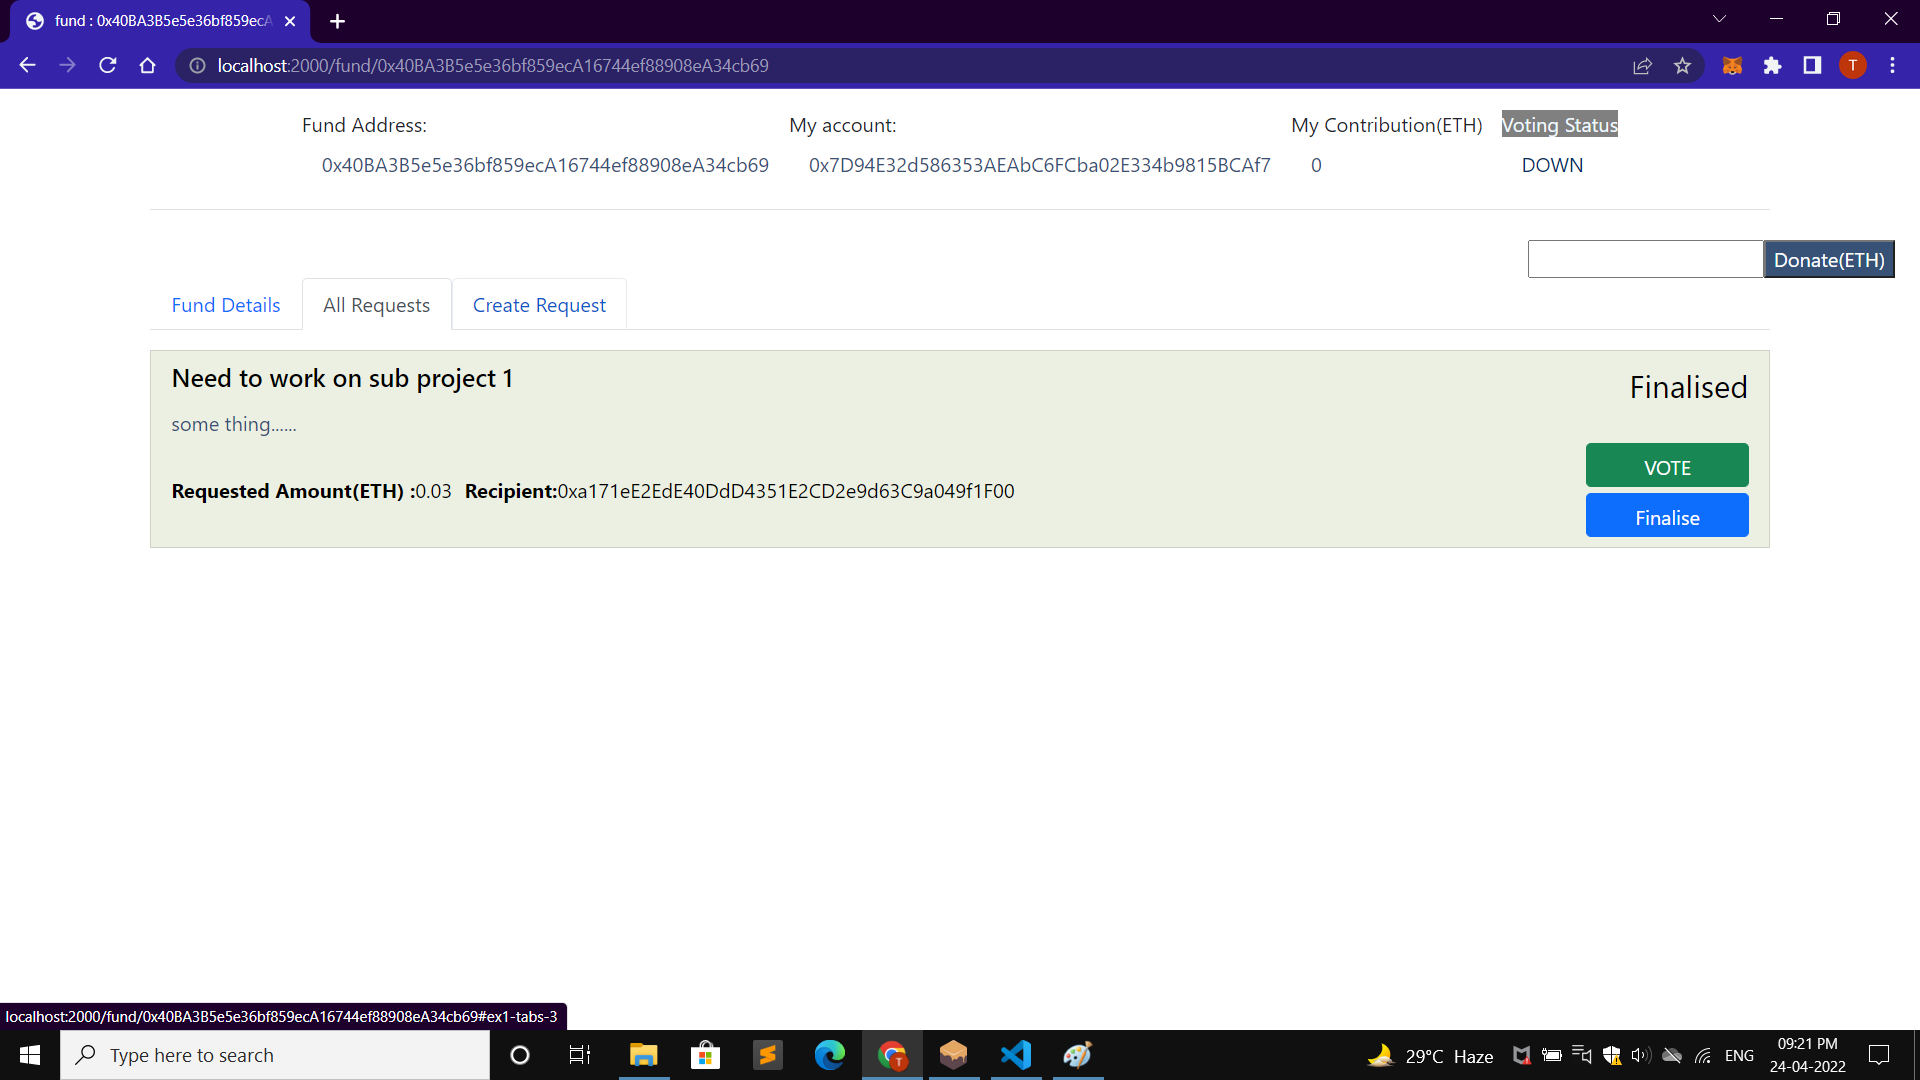 fund : 0x40BA3B5e5e36bf859ecA
localhost:2000/fund/0x40BA3B5e5e36bf859ecA16744ef88908eA34cb69
T
Fund Address: My account: My Contribution(ETH) Voting Status
0x40BA3B5e5e36bf859ecA16744ef88908eA34cb69 0x7D94E32d586353AEAbC6FCba02E334b9815BCAf7 0 DOWN
Donate(ETH)
Fund Details All Requests Create Request
Need to work on sub project 1
Finalised
some thing......
VOTE
Requested Amount(ETH) :0.03 Recipient:0xa171eE2EdE40DdD4351E2CD2e9d63C9a049f1F00
Finalise
localhost:2000/fund/0x40BA3B5e5e36bf859ecA16744ef88908eA34cb69#ex1-tabs-3
Type here to search
T
29°C Haze
ENG
09:21 PM
24-04-2022